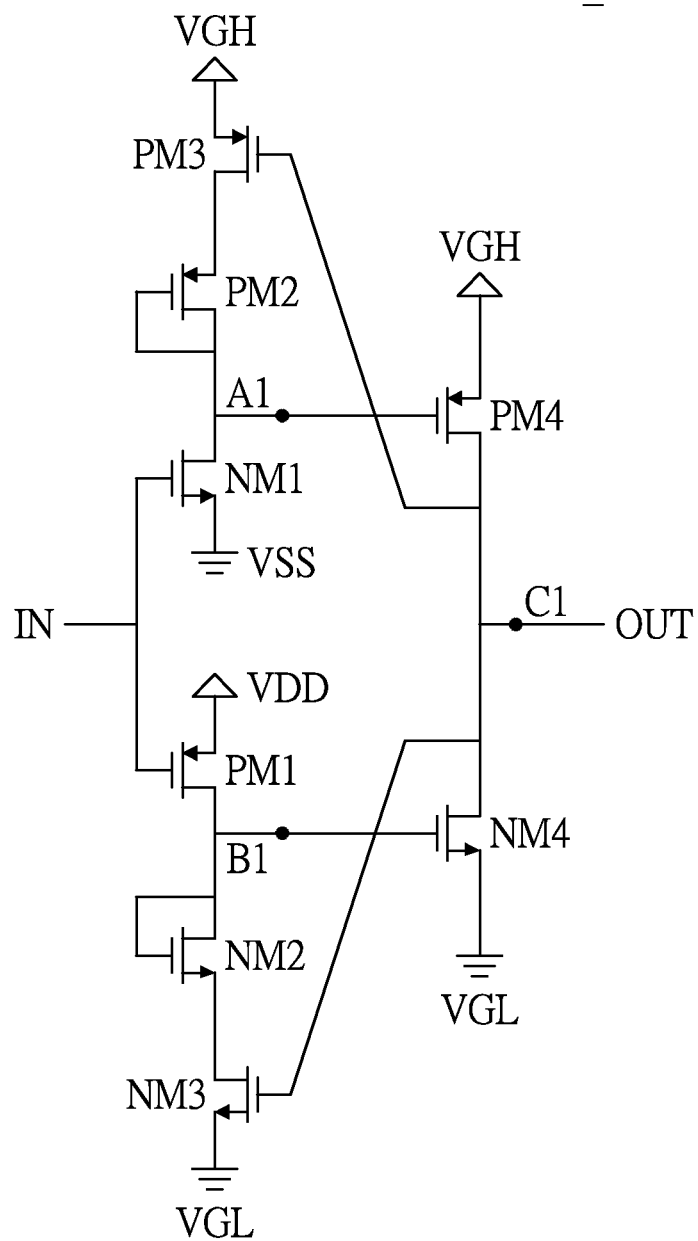 VGH
PM3
VGH
PM2
A1
PM4
NM1
VSS
C1
IN
OUT
VDD
PM1
NM4
B1
NM2
VGL
NM3
VGL